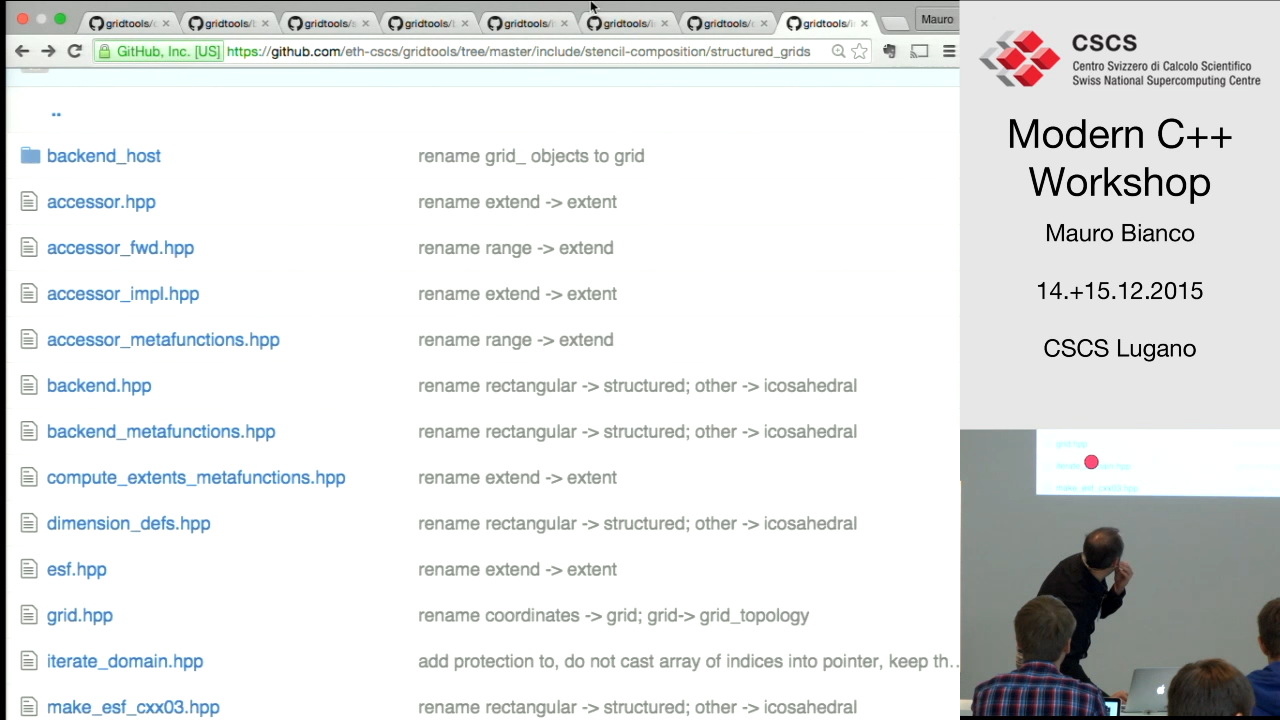 gridtools/ gridtools/ gridtools/ gridtools/ gridtools/ gridtools/ gridtools/ gridtools/ Mauro
GitHub, Inc. [US] https://github.com/eth-cscs/gridtools/tree/master/include/stencil-composition/structured_grids
..
backend_host rename grid_ objects to grid
accessor.hpp rename extend -> extent
accessor_fwd.hpp rename range -> extend
accessor_impl.hpp rename extend -> extent
accessor_metafunctions.hpp rename range -> extend
backend.hpp rename rectangular -> structured; other -> icosahedral
backend_metafunctions.hpp rename rectangular -> structured; other -> icosahedral
compute_extents_metafunctions.hpp rename extend -> extent
dimension_defs.hpp rename rectangular -> structured; other -> icosahedral
esf.hpp rename extend -> extent
grid.hpp rename coordinates -> grid; grid-> grid_topology
iterate_domain.hpp add protection to, do not cast array of indices into pointer, keep th...
make_esf_cxx03.hpp rename rectangular -> structured; other -> icosahedral
CSCS
Centro Svizzero di Calcolo Scientifico
Swiss National Supercomputing Centre
Modern C++
Workshop
Mauro Bianco
14.+15.12.2015
CSCS Lugano
grid.hpp
make_esf_cxx03.hpp